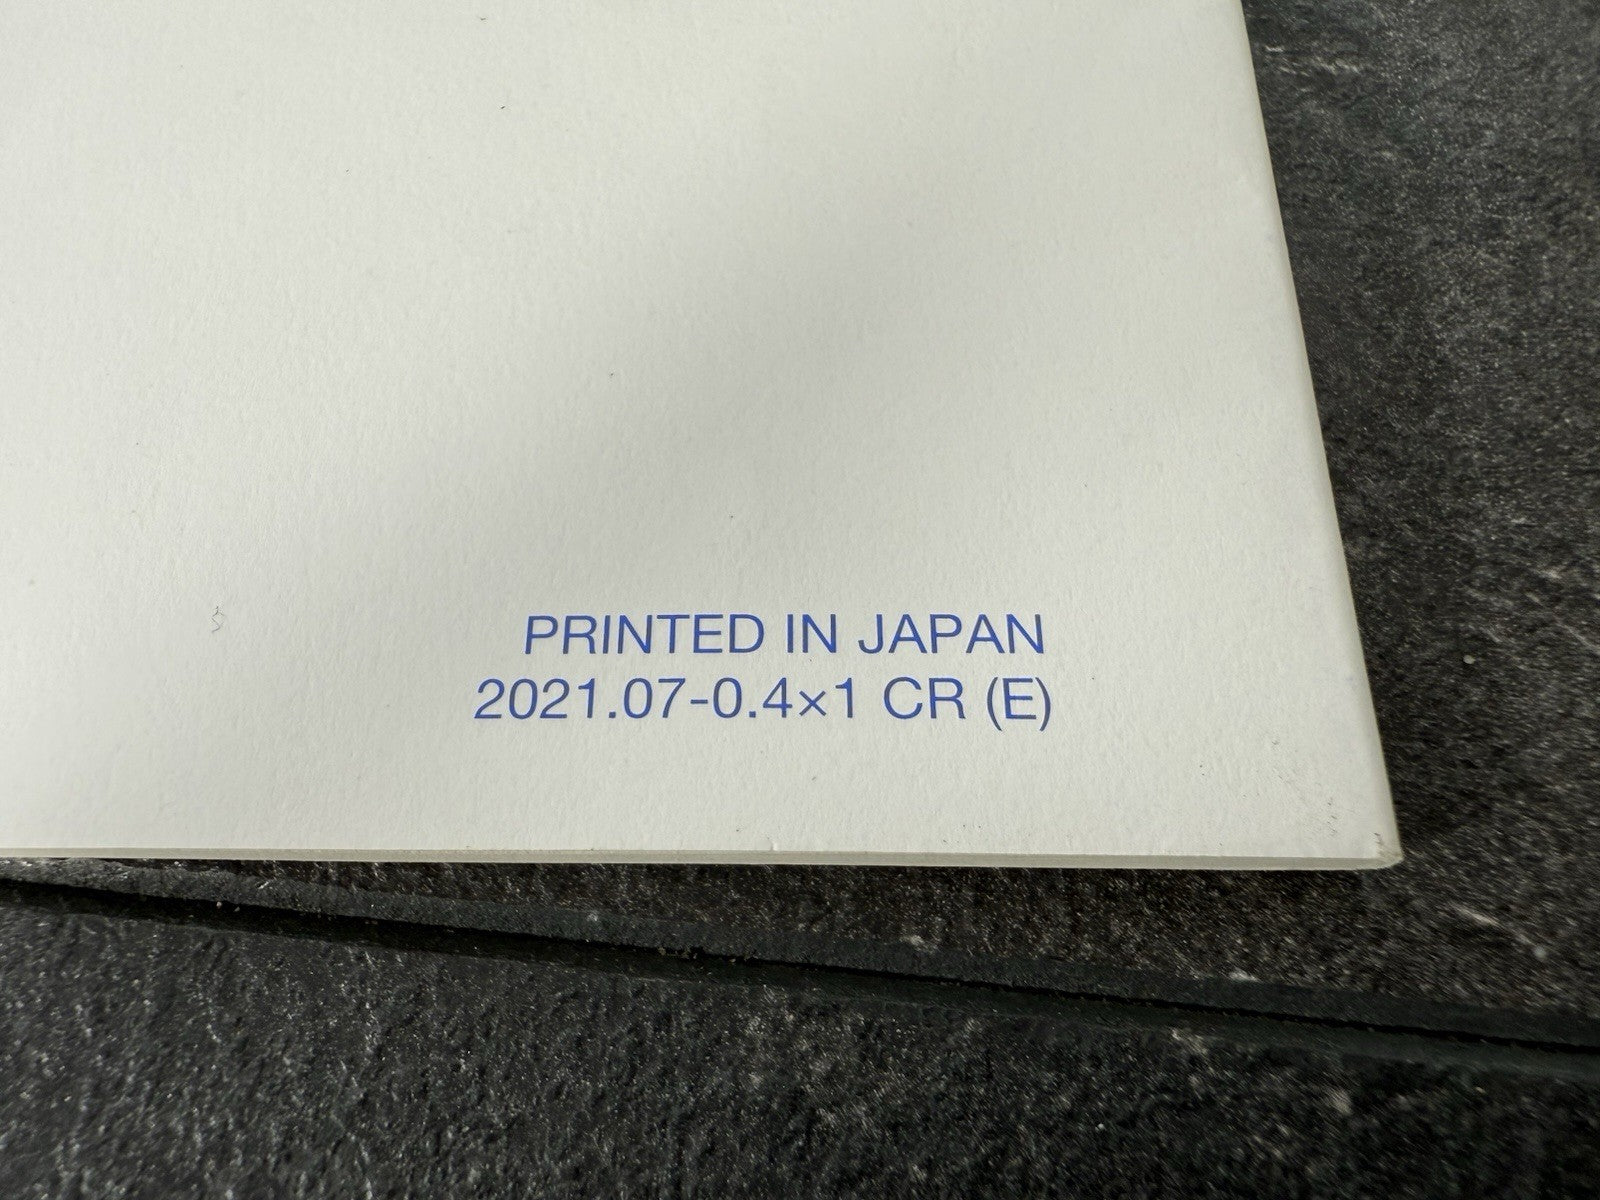 PRINTED IN JAPAN
2021.07-0.4×1 CR (E)